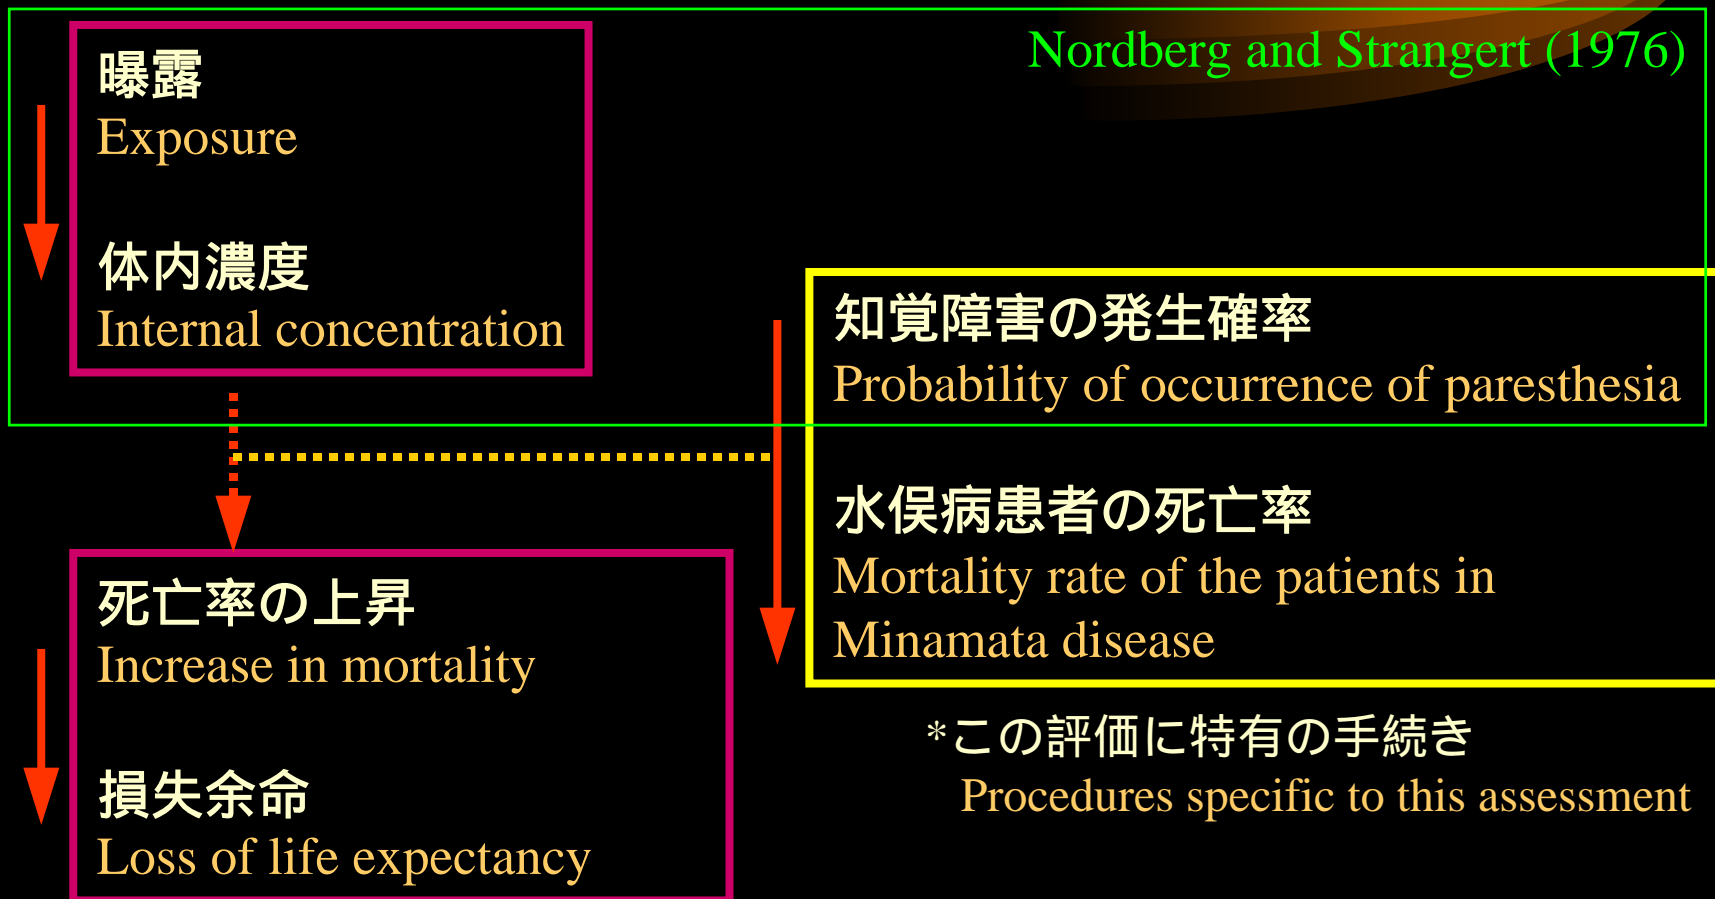 Nordberg and Strangert (1976)
曝露
Exposure
体内濃度
Internal concentration
知覚障害の発生確率
Probability of occurrence of paresthesia
水俣病患者の死亡率
Mortality rate of the patients in
Minamata disease
死亡率の上昇
Increase in mortality
損失余命
Loss of life expectancy
*この評価に特有の手続き
Procedures specific to this assessment